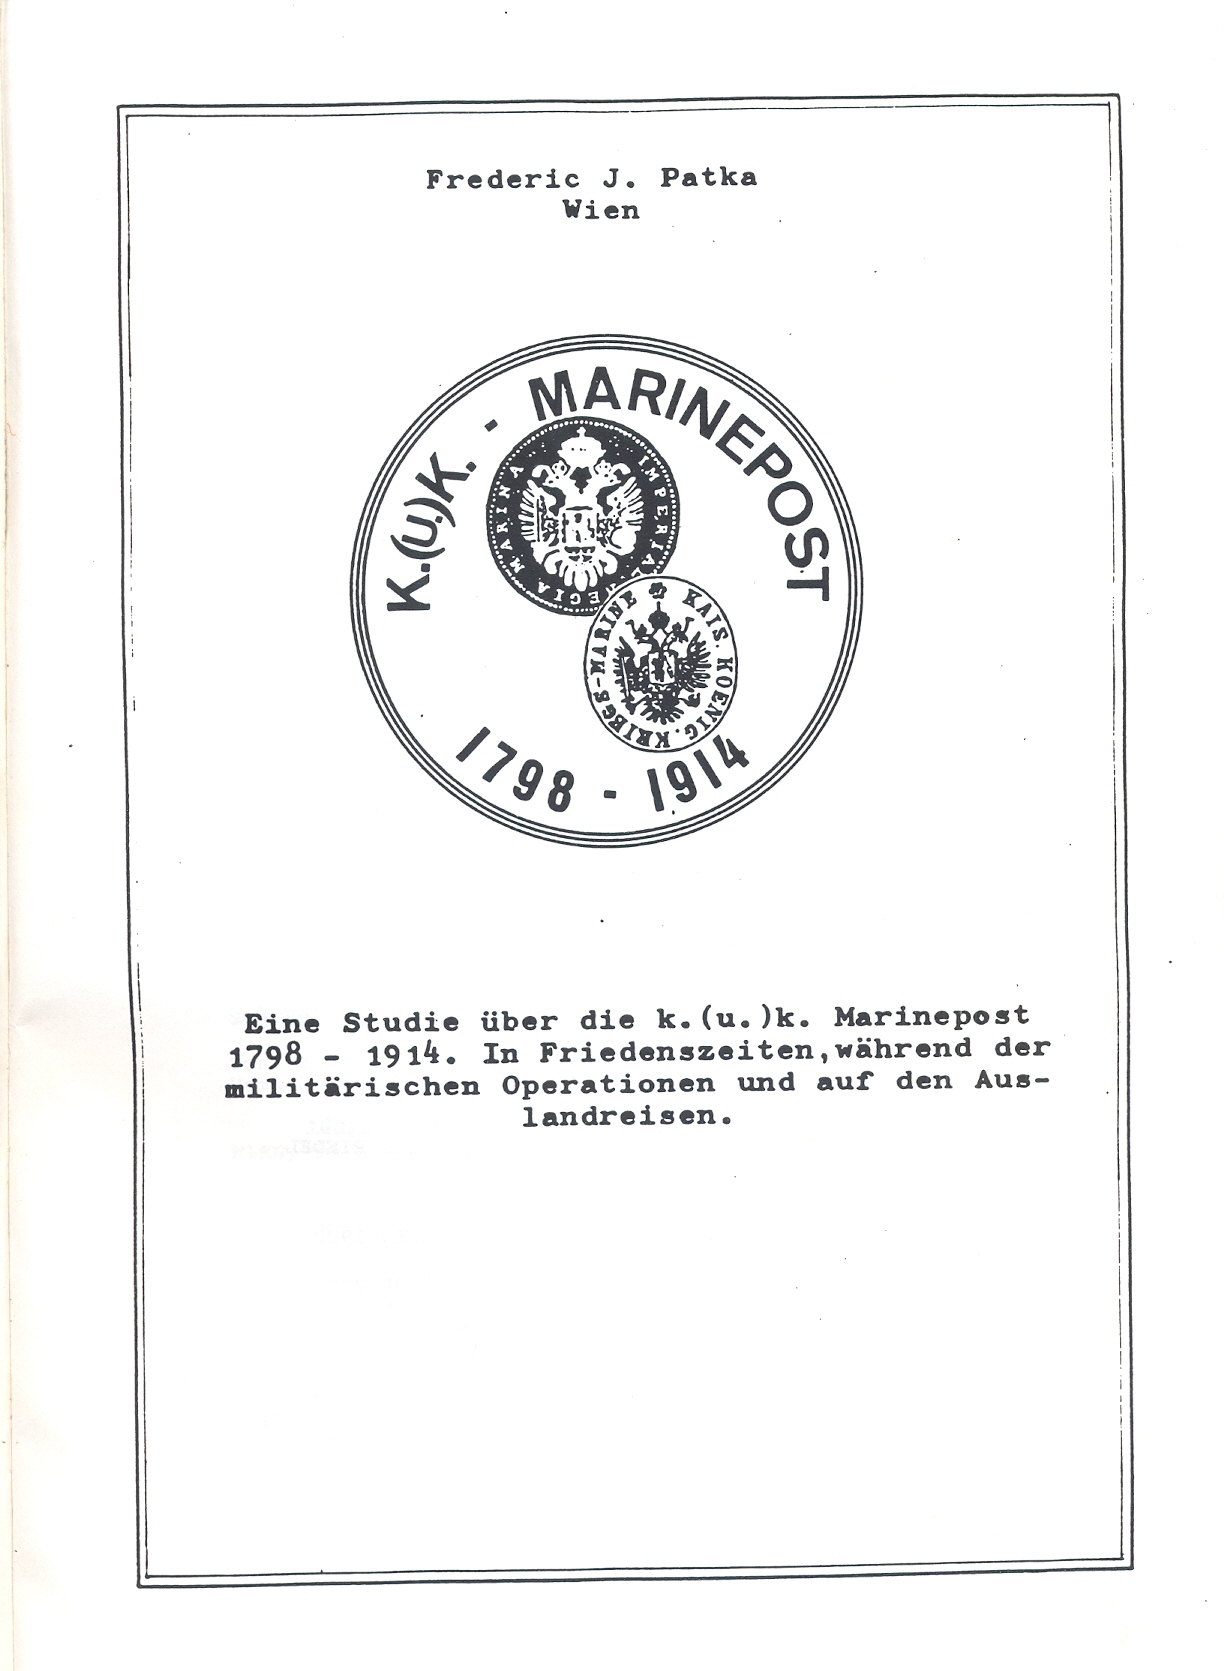 Frederic J. Patka
Wien
K.(u.)K. - MARINEPOST
IMPERIALE REGIA MARINA
KAIS. KOENIG. KRIEGS-MARINE
1798 - 1914
Eine Studie über die k.(u.)k. Marinepost
1798 - 1914. In Friedenszeiten,während der
militärischen Operationen und auf den Aus-
landreisen.